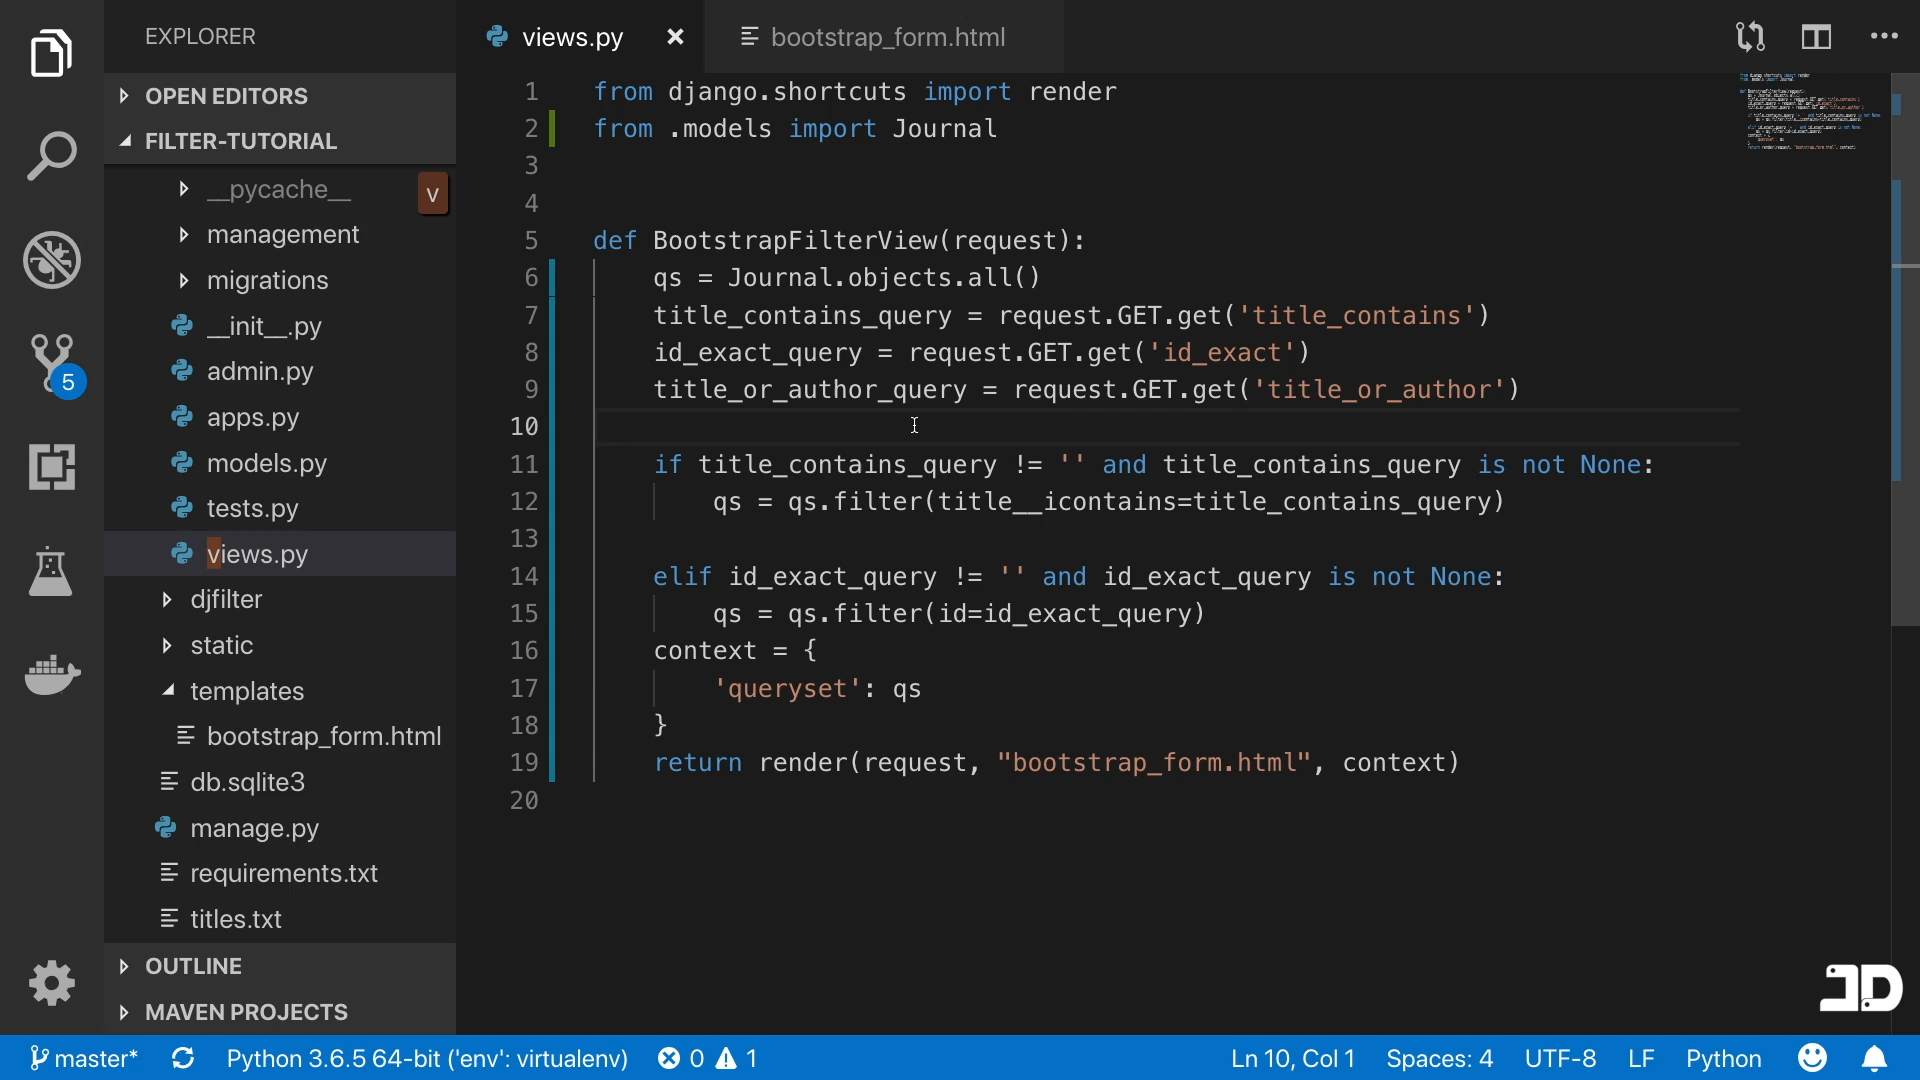 EXPLORER
OPEN EDITORS
FILTER-TUTORIAL
__pycache__
v
management
migrations
__init__.py
admin.py
apps.py
models.py
tests.py
views.py
djfilter
static
templates
bootstrap_form.html
db.sqlite3
manage.py
requirements.txt
titles.txt
OUTLINE
MAVEN PROJECTS
5
views.py
bootstrap_form.html
1 from django.shortcuts import render
2 from .models import Journal
3
4
5 def BootstrapFilterView(request):
6 qs = Journal.objects.all()
7 title_contains_query = request.GET.get('title_contains')
8 id_exact_query = request.GET.get('id_exact')
9 title_or_author_query = request.GET.get('title_or_author')
10
11 if title_contains_query != '' and title_contains_query is not None:
12 qs = qs.filter(title__icontains=title_contains_query)
13
14 elif id_exact_query != '' and id_exact_query is not None:
15 qs = qs.filter(id=id_exact_query)
16 context = {
17 'queryset': qs
18 }
19 return render(request, "bootstrap_form.html", context)
20
JD
master* Python 3.6.5 64-bit ('env': virtualenv) 0 1 Ln 10, Col 1 Spaces: 4 UTF-8 LF Python